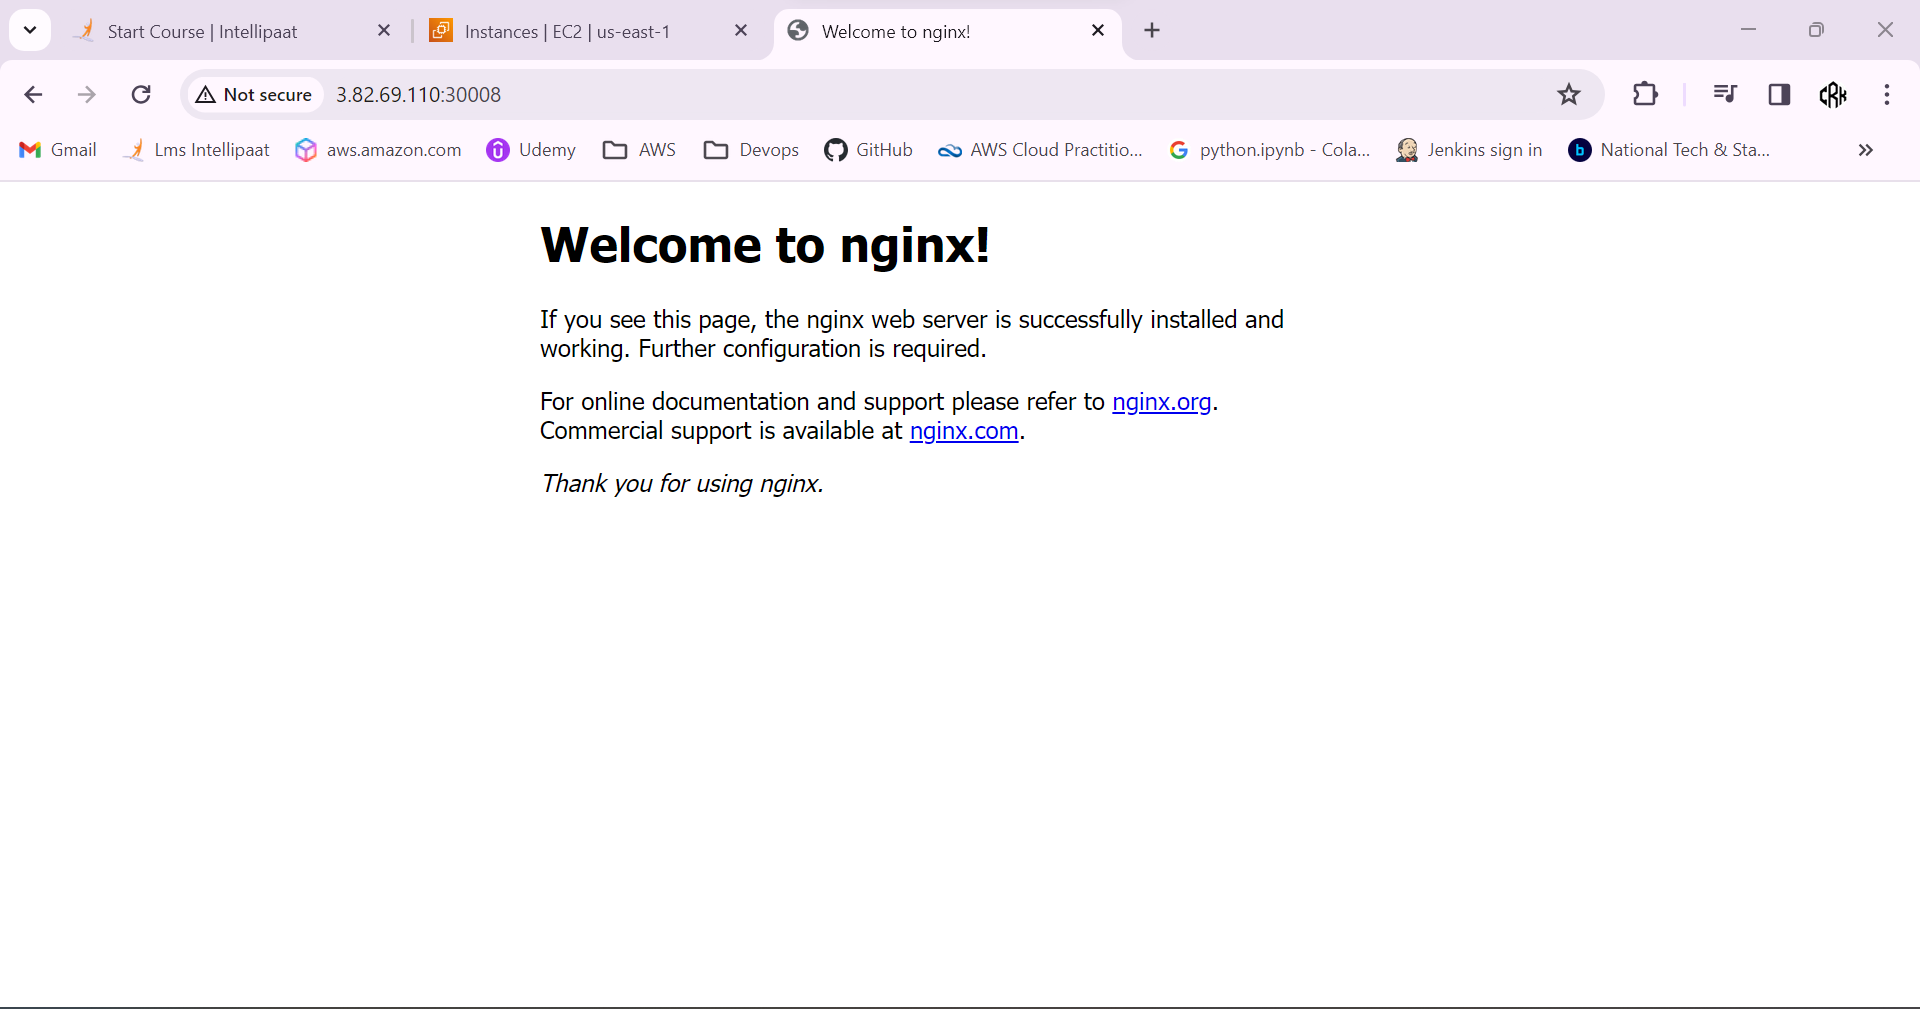 Start Course | Intellipaat
Instances | EC2 | us-east-1
Welcome to nginx!
Not secure
3.82.69.110:30008
CRK
Gmail
Lms Intellipaat
aws.amazon.com
Udemy
AWS
Devops
GitHub
AWS Cloud Practitio...
python.ipynb - Cola...
Jenkins sign in
b
National Tech & Sta...
Welcome to nginx!
If you see this page, the nginx web server is successfully installed and
working. Further configuration is required.
For online documentation and support please refer to nginx.org.
Commercial support is available at nginx.com.
Thank you for using nginx.